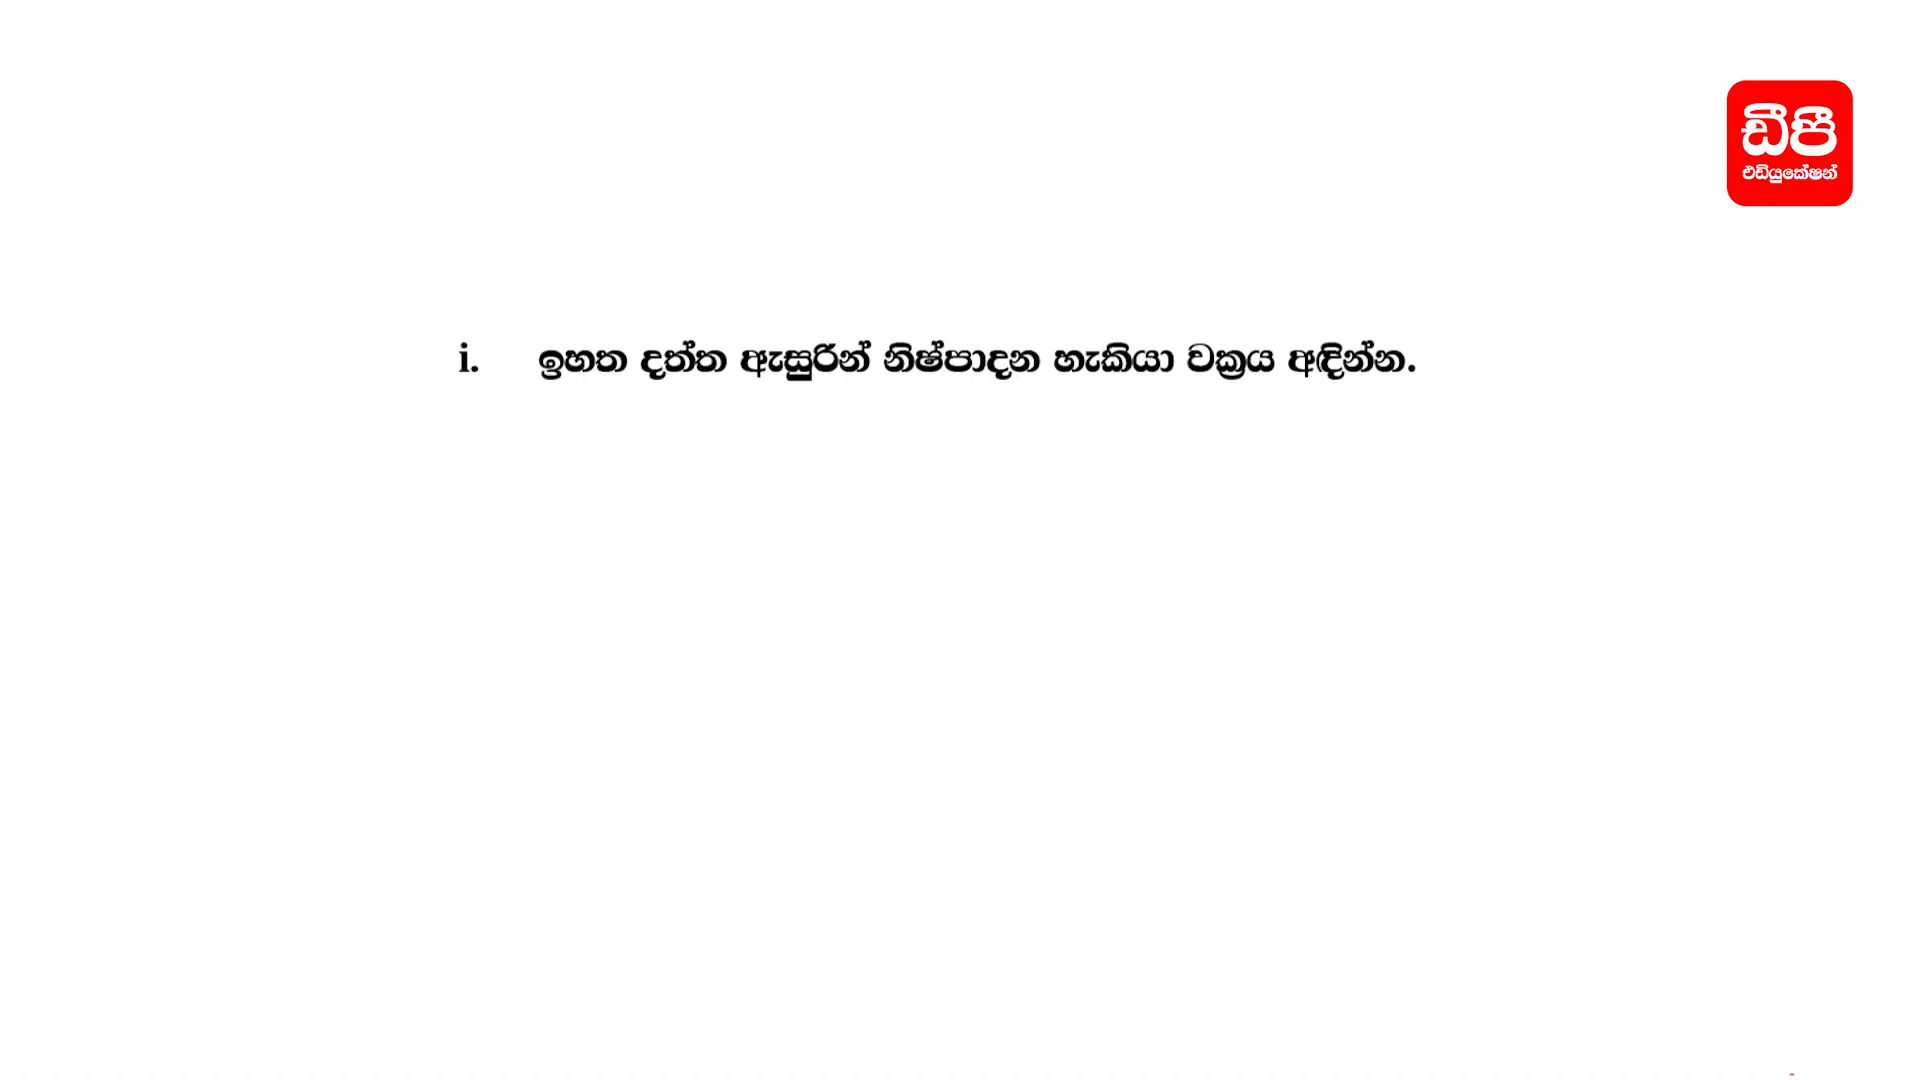 ඩීපී
එඩියුකේෂන්
i. ඉහත දත්ත ඇසුරින් නිෂ්පාදන හැකියා වක්‍රය අඳින්න.